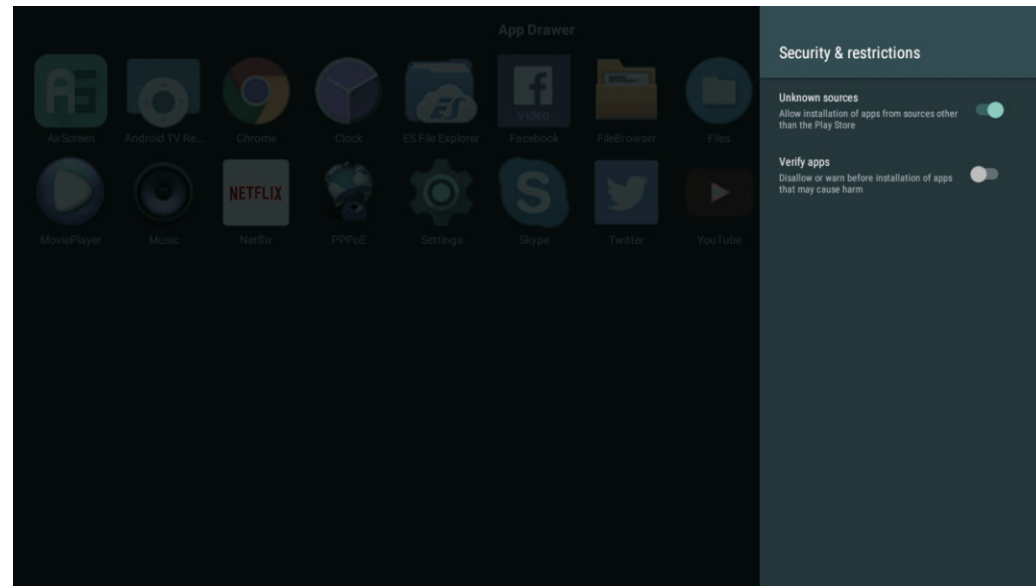 App Drawer
Security & restrictions
Unknown sources
Allow installation of apps from sources other
than the Play Store
Verify apps
Disallow or warn before installation of apps
that may cause harm
AS
ES
f
Video
AirScreen
Android TV Re...
Chrome
Clock
ES File Explorer
Facebook
FileBrowser
Files
NETFLIX
S
MoviePlayer
Music
Netflix
PPPoE
Settings
Skype
Twitter
YouTube